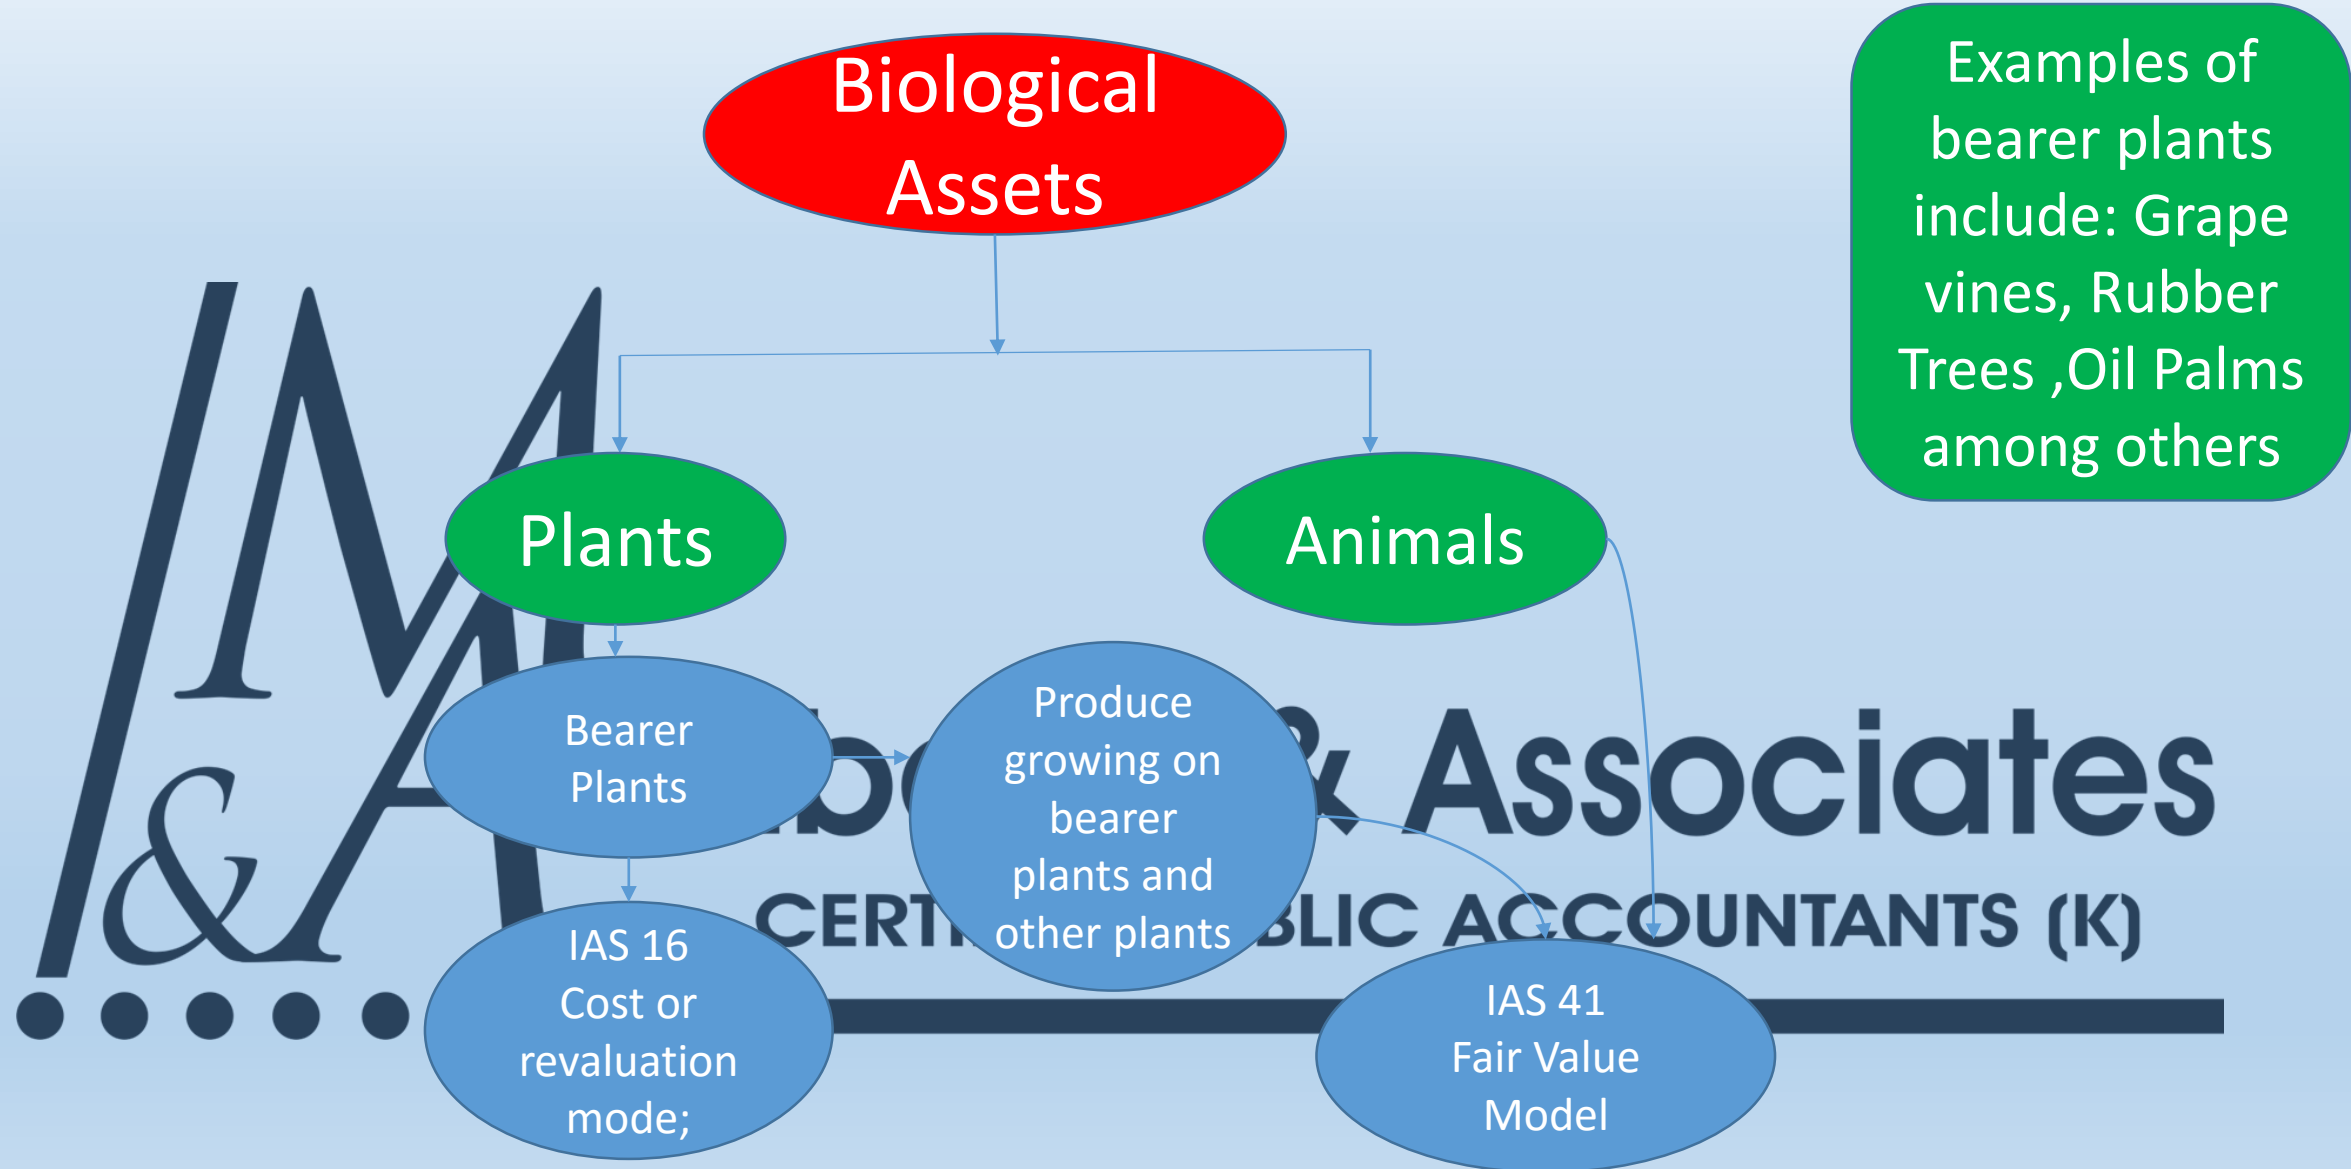 Biological
Assets
Examples of
bearer plants
include: Grape
vines, Rubber
Trees ,Oil Palms
among others
Plants
Animals
Bearer
Plants
Produce
growing on
bearer
plants and
other plants
IAS 16
Cost or
revaluation
mode;
IAS 41
Fair Value
Model
M
&A
& Associates
ACCOUNTANTS (K)